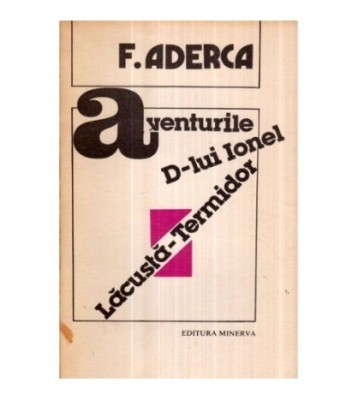 F. ADERCA
aventurile
D-lui Ionel
Lăcustă-Termidor
EDITURA MINERVA